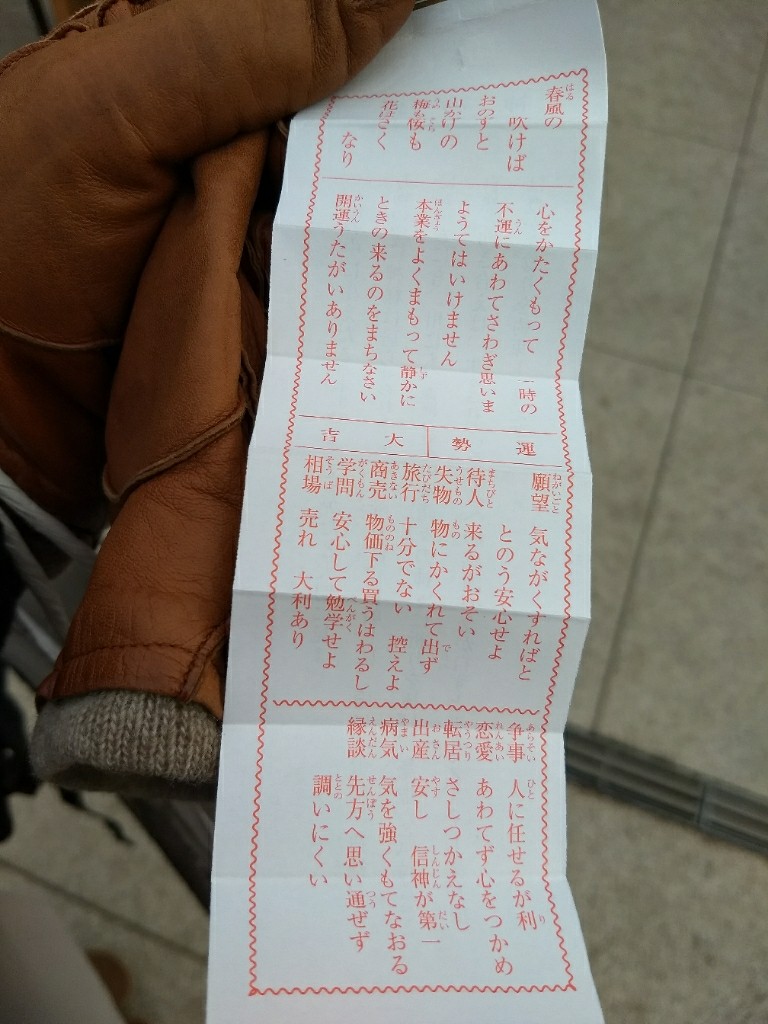 春風の
吹けば
おのずと
山かげの
梅も桜も
花はさく
なり
心をかたくもって 一時の
不運にあわてさわぎ思いま
ようてはいけません
本業をよくまもって静かに
ときの来るのをまちなさい
開運うたがいありません
運勢 大吉
願望 気ながくすればと
とのう安心せよ
待人 来るがおそい
失物 物にかくれて出ず
旅行 十分でない 控えよ
商売 物価下る買うはわるし
学問 安心して勉学せよ
相場 売れ 大利あり
争事 人に任せるが利
恋愛 あわてず心をつかめ
転居 さしつかえなし
出産 安し 信神が第一
病気 気を強くもてなおる
縁談 先方へ思い通ぜず
調いにくい